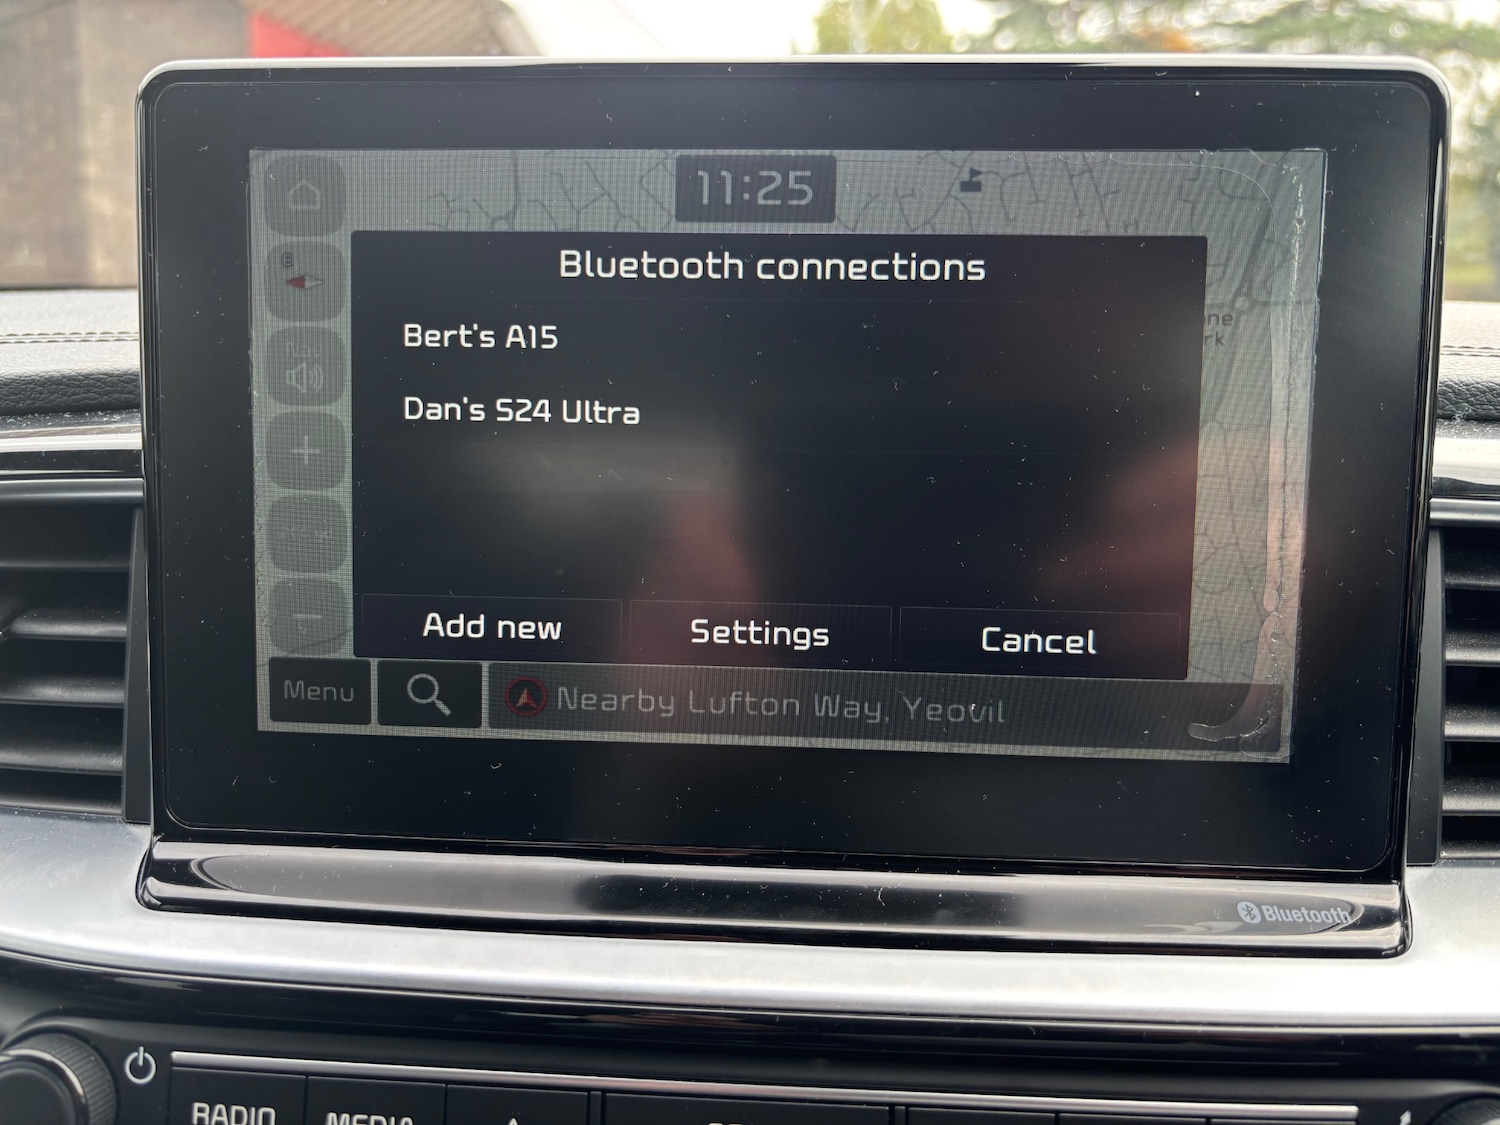 11:25
Bluetooth connections
Bert's A15
Dan's S24 Ultra
Add new
Settings
Cancel
Menu
Nearby Lufton Way, Yeovil
Bluetooth
RADIO
MEDIA